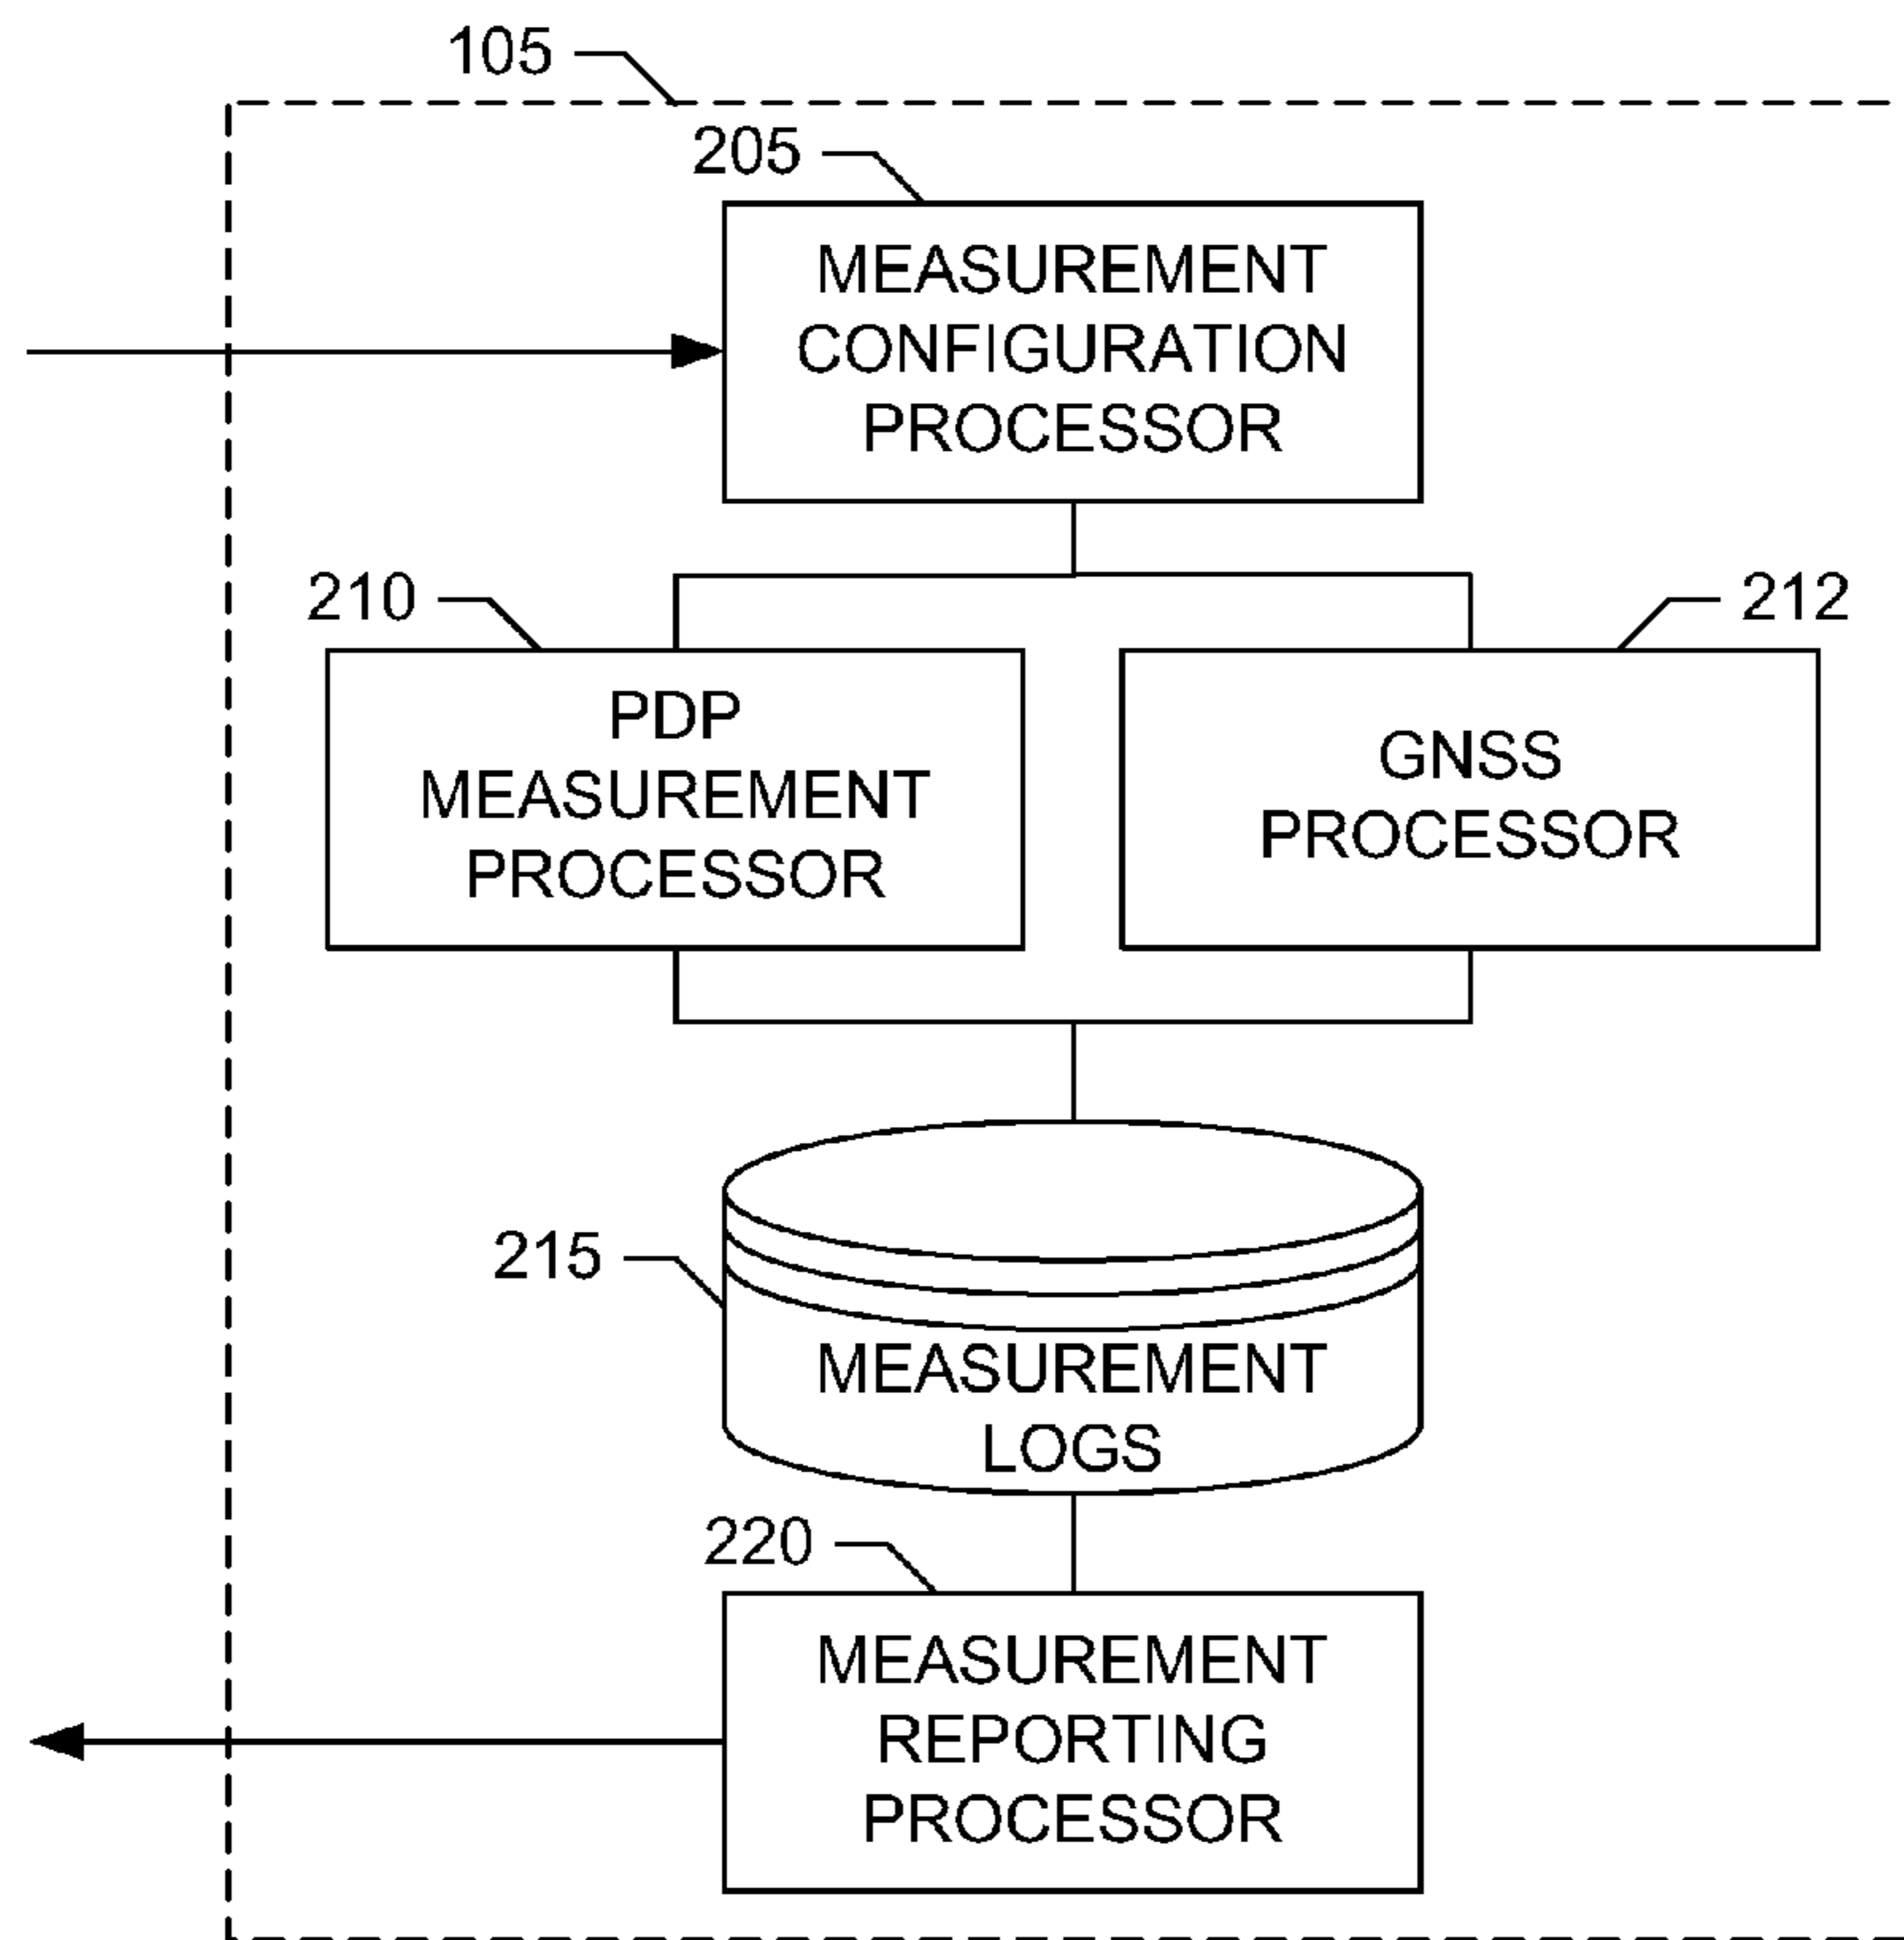 105
205
MEASUREMENT
CONFIGURATION
PROCESSOR
210
212
PDP
MEASUREMENT
PROCESSOR
GNSS
PROCESSOR
215
MEASUREMENT
LOGS
220
MEASUREMENT
REPORTING
PROCESSOR